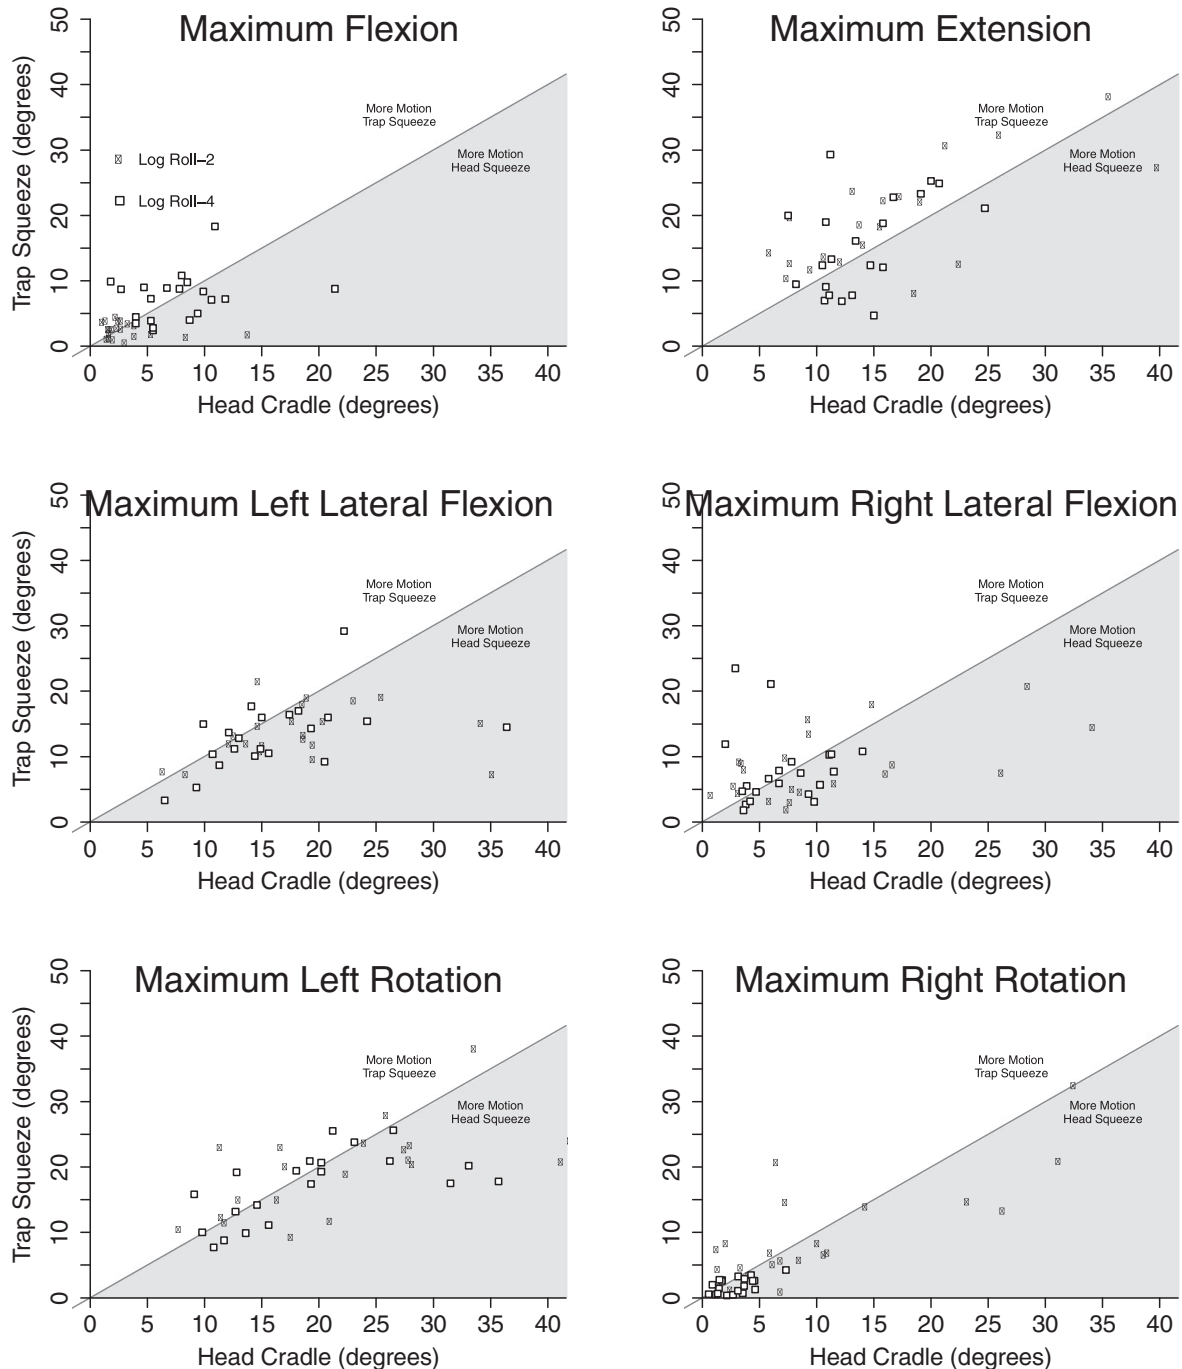 Maximum Flexion
Trap Squeeze (degrees)
50
40
30
20
10
0
More Motion
Trap Squeeze
More Motion
Head Squeeze
Log Roll–2
Log Roll–4
0 5 10 15 20 25 30 35 40
Head Cradle (degrees)
Maximum Extension
50
40
30
20
10
0
More Motion
Trap Squeeze
More Motion
Head Squeeze
0 5 10 15 20 25 30 35 40
Head Cradle (degrees)
Maximum Left Lateral Flexion
Trap Squeeze (degrees)
50
40
30
20
10
0
More Motion
Trap Squeeze
More Motion
Head Squeeze
0 5 10 15 20 25 30 35 40
Head Cradle (degrees)
Maximum Right Lateral Flexion
50
40
30
20
10
0
More Motion
Trap Squeeze
More Motion
Head Squeeze
0 5 10 15 20 25 30 35 40
Head Cradle (degrees)
Maximum Left Rotation
Trap Squeeze (degrees)
50
40
30
20
10
0
More Motion
Trap Squeeze
More Motion
Head Squeeze
0 5 10 15 20 25 30 35 40
Head Cradle (degrees)
Maximum Right Rotation
50
40
30
20
10
0
More Motion
Trap Squeeze
More Motion
Head Squeeze
0 5 10 15 20 25 30 35 40
Head Cradle (degrees)